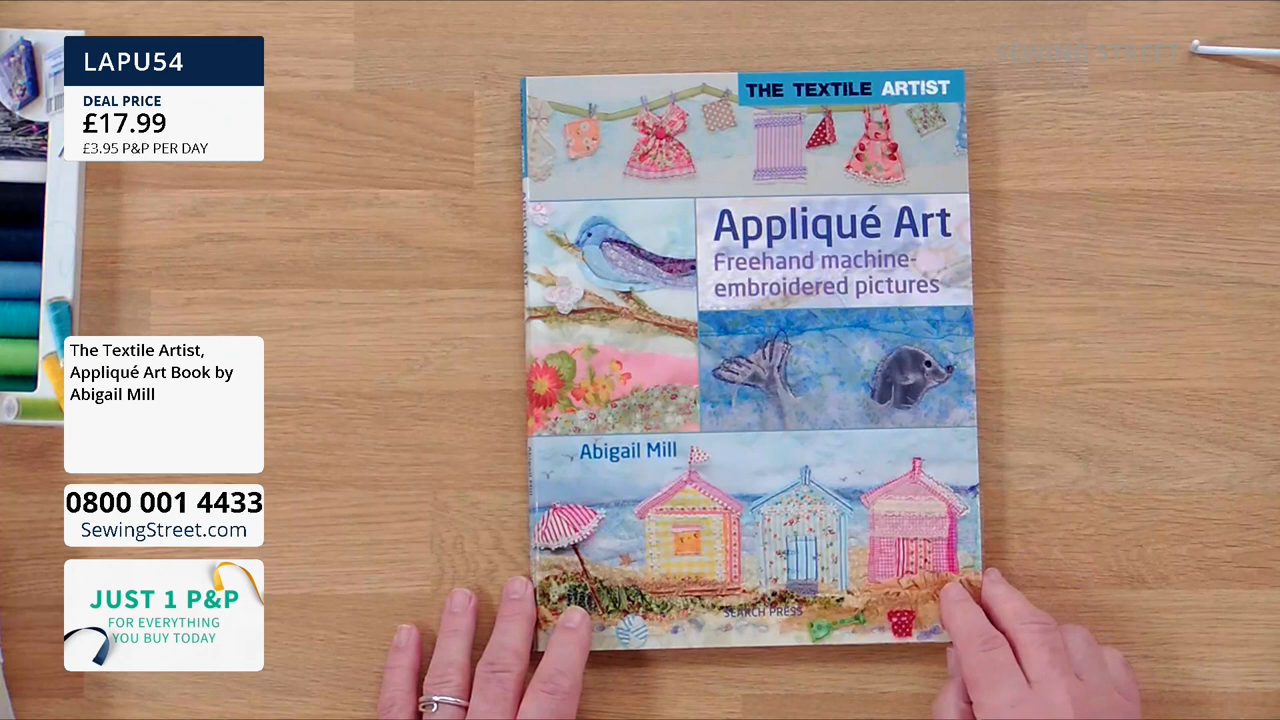 LAPU54
DEAL PRICE
£17.99
£3.95 P&P PER DAY
The Textile Artist,
Appliqué Art Book by
Abigail Mill
0800 001 4433
SewingStreet.com
JUST 1 P&P
FOR EVERYTHING
YOU BUY TODAY
SEWING STREET
THE TEXTILE ARTIST
Appliqué Art
Freehand machine-
embroidered pictures
Abigail Mill
SEARCH PRESS